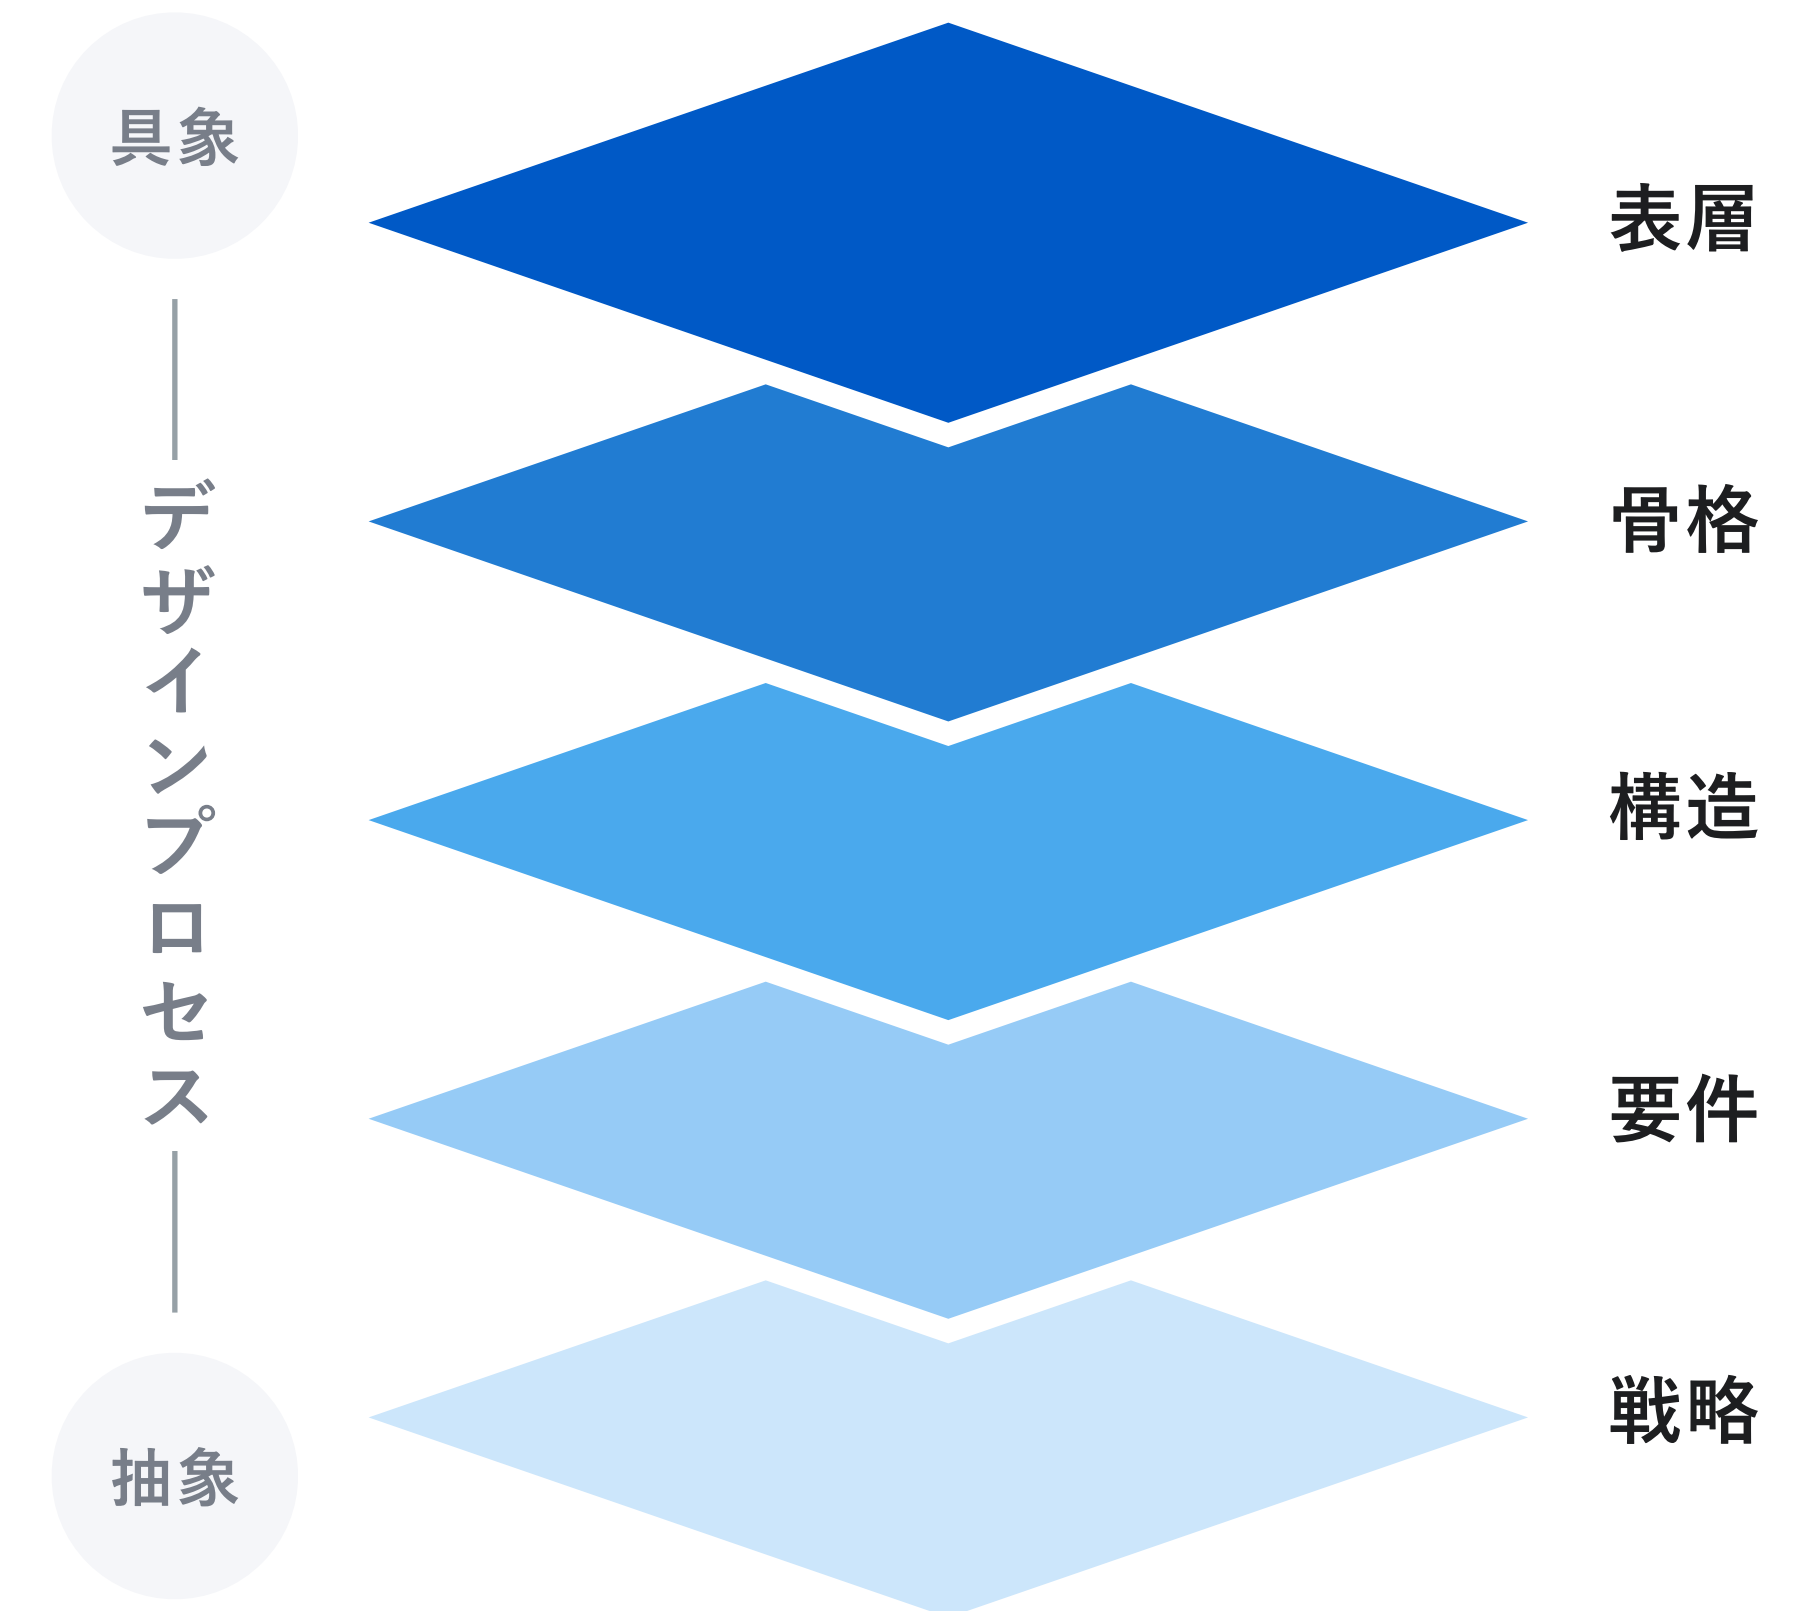 具象
デザインプロセス
抽象
表層
骨格
構造
要件
戦略